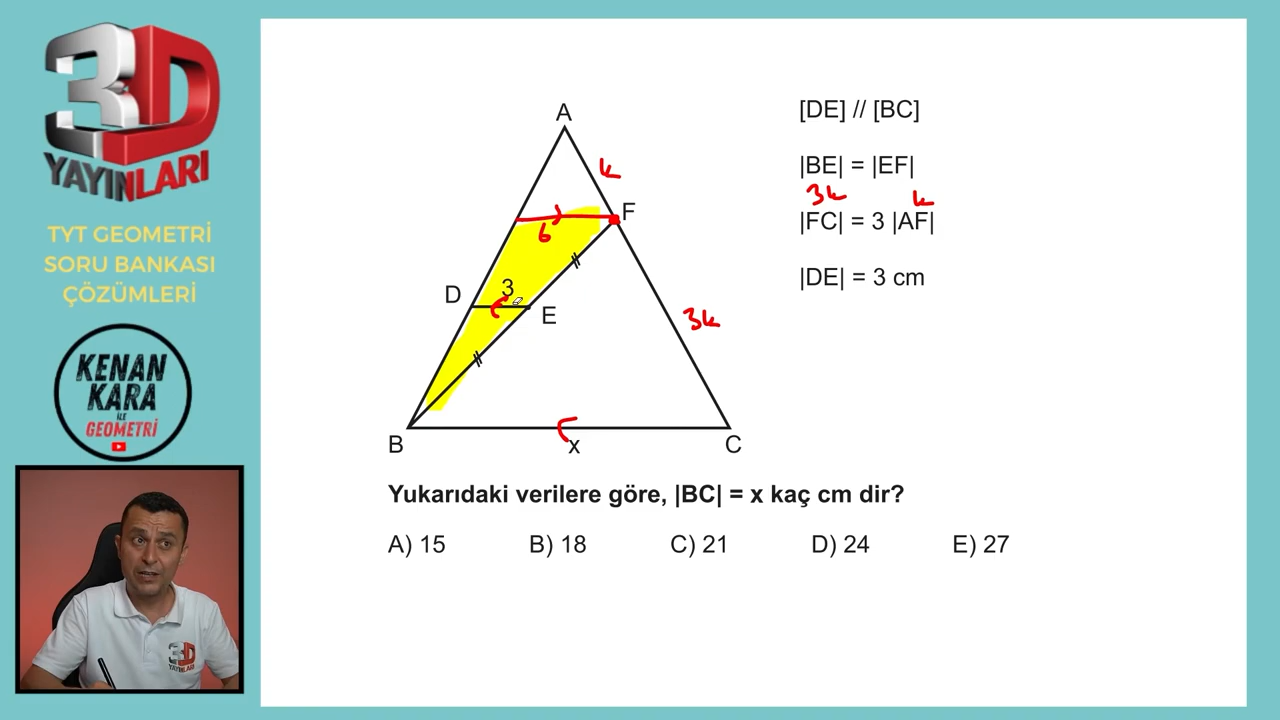 3D
YAYINLARI
TYT GEOMETRİ
SORU BANKASI
ÇÖZÜMLERİ
KENAN
KARA
İLE
GEOMETRİ
3D
YAYINLARI
A
k
F
6
D
3
E
3k
B
x
C
[DE] // [BC]
|BE| = |EF|
3k k
|FC| = 3 |AF|
|DE| = 3 cm
Yukarıdaki verilere göre, |BC| = x kaç cm dir?
A) 15 B) 18 C) 21 D) 24 E) 27